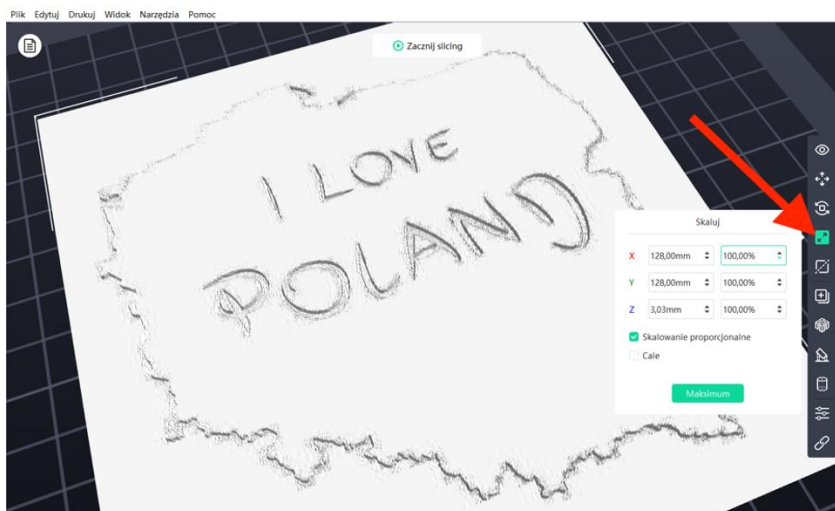 Plik Edytuj Drukuj Widok Narzędzia Pomoc
Zacznij slicing
I LOVE
POLAND
Skaluj
X 128,00mm 100,00%
Y 128,00mm 100,00%
Z 3,03mm 100,00%
Skalowanie proporcjonalne
Cale
Maksimum